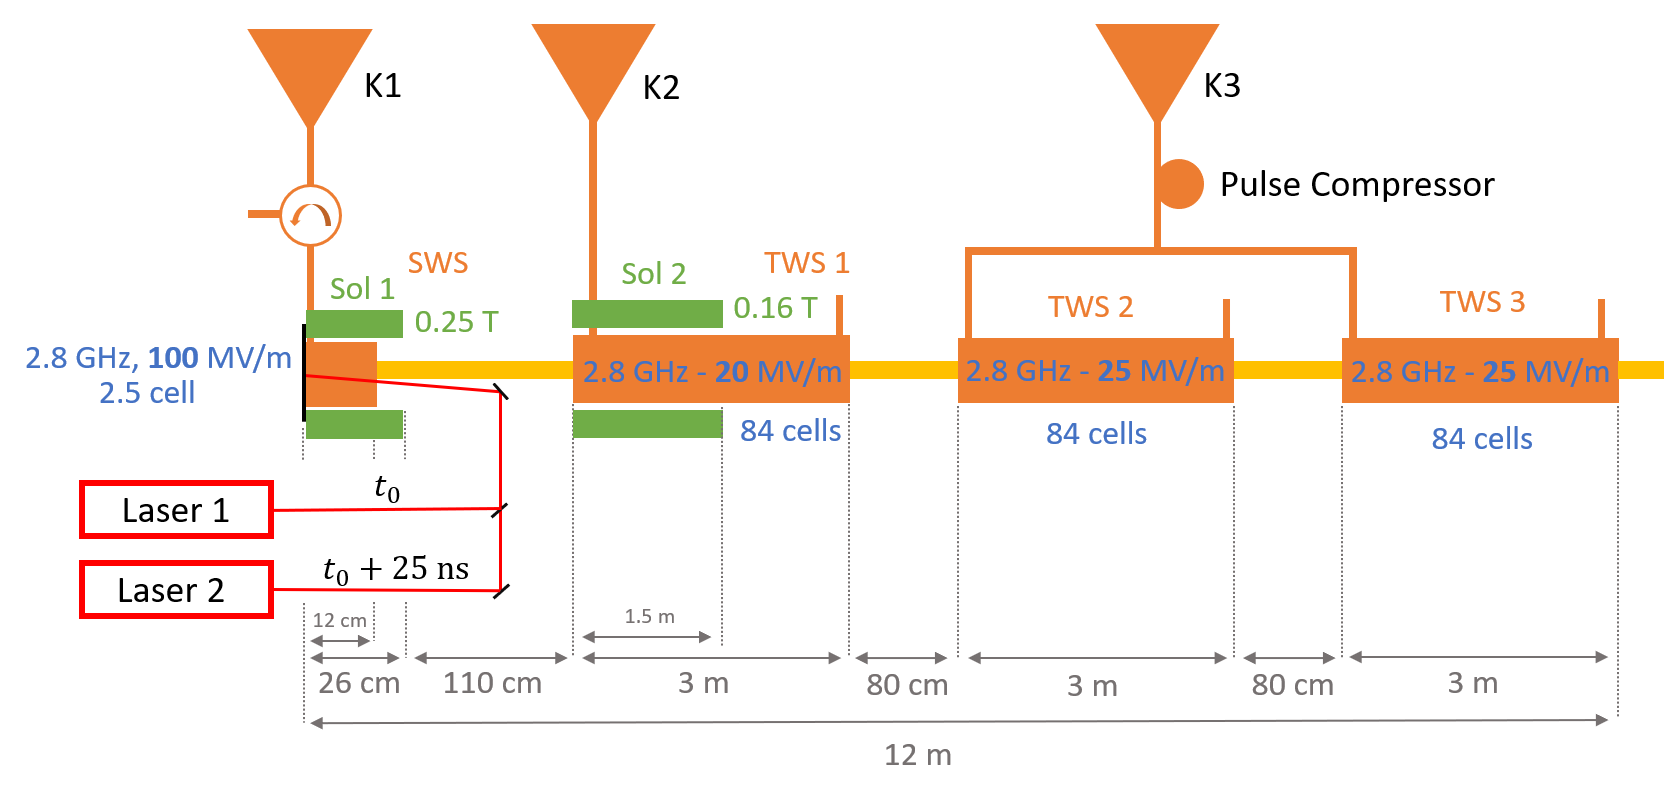 K1
K2
K3
Pulse Compressor
SWS
Sol 1
0.25 T
Sol 2
TWS 1
0.16 T
TWS 2
TWS 3
2.8 GHz, 100 MV/m
2.5 cell
2.8 GHz - 20 MV/m
2.8 GHz - 25 MV/m
2.8 GHz - 25 MV/m
84 cells
84 cells
84 cells
Laser 1
t₀
Laser 2
t₀ + 25 ns
12 cm
1.5 m
26 cm
110 cm
3 m
80 cm
3 m
80 cm
3 m
12 m